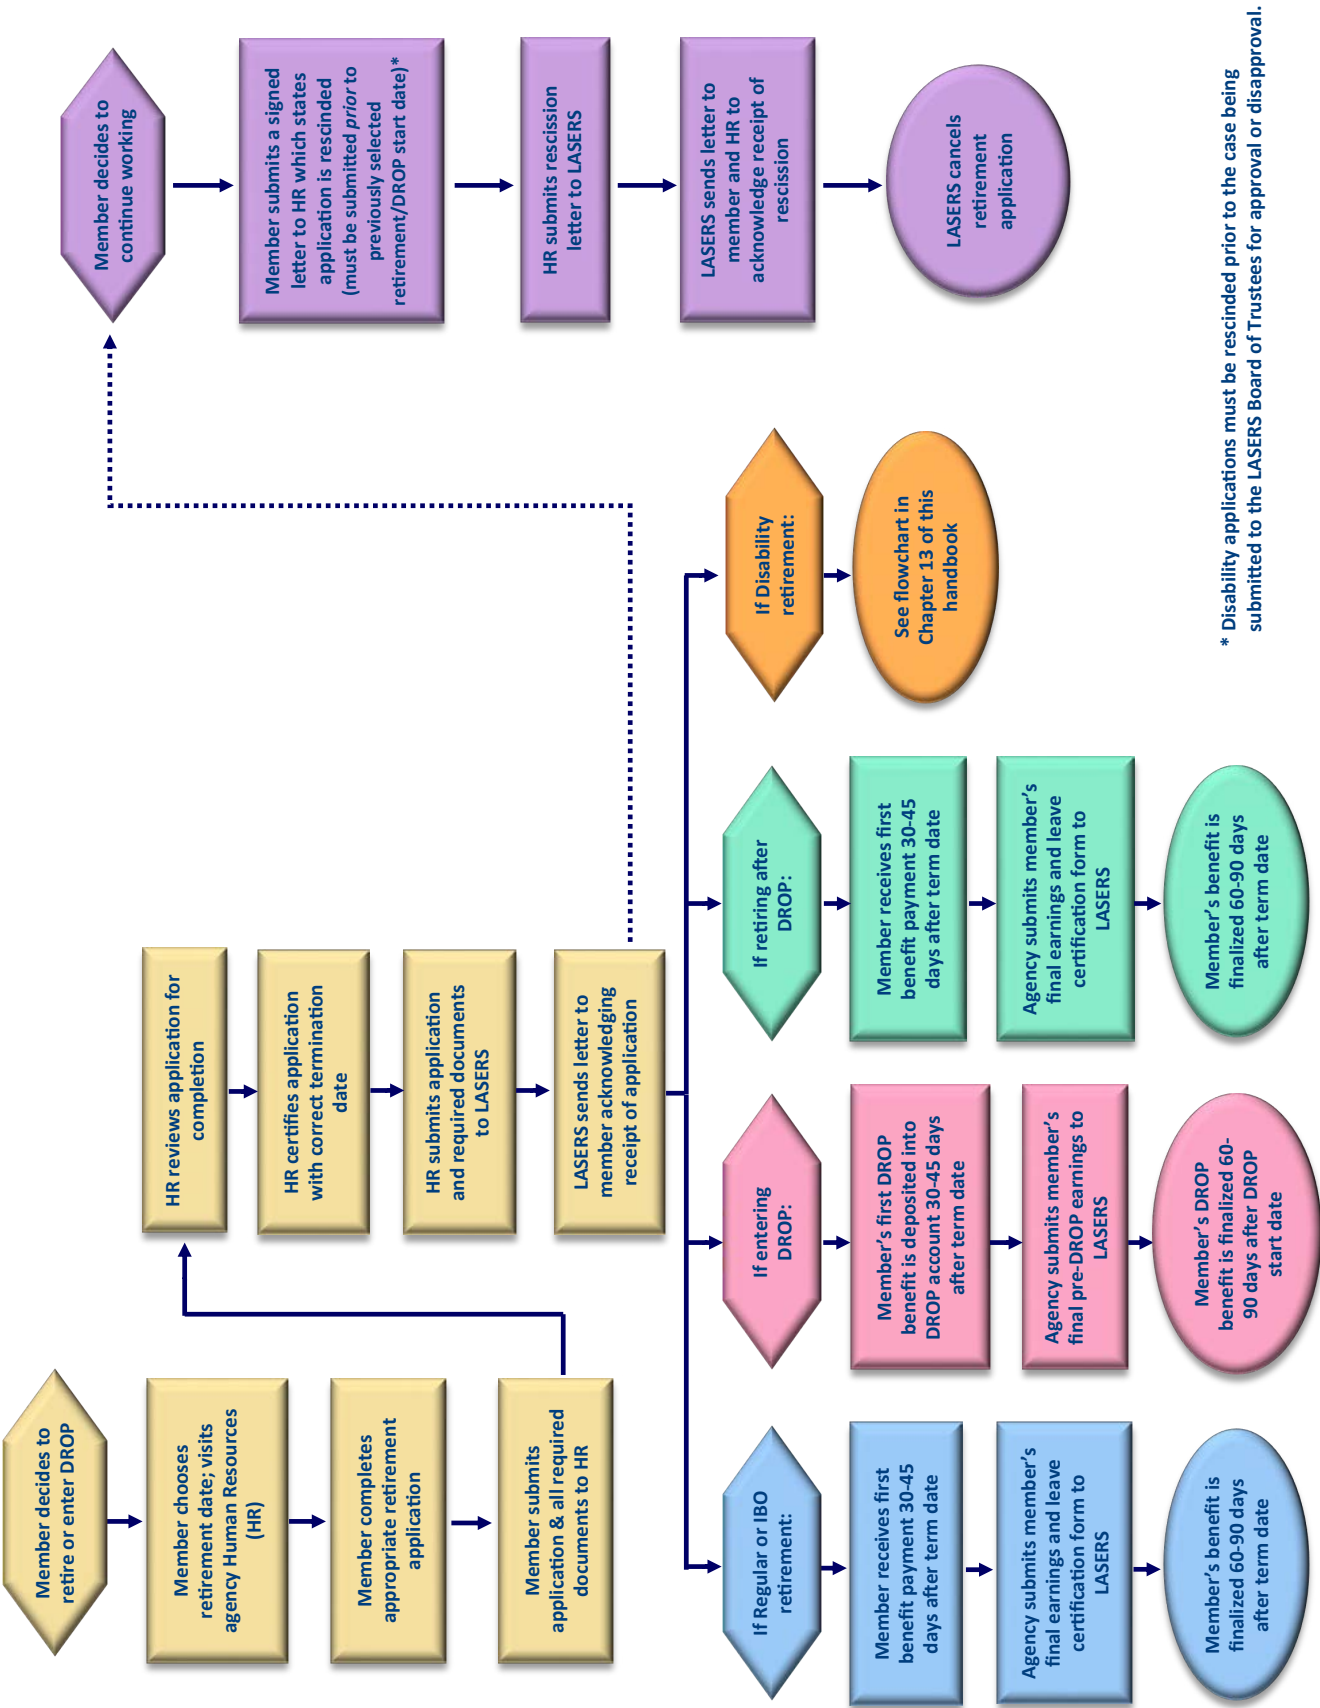 Member decides to
retire or enter DROP
Member chooses
retirement date; visits
agency Human Resources
(HR)
Member completes
appropriate retirement
application
Member submits
application & all required
documents to HR
HR reviews application for
completion
HR certifies application
with correct termination
date
HR submits application
and required documents
to LASERS
LASERS sends letter to
member acknowledging
receipt of application
Member decides to
continue working
Member submits a signed
letter to HR which states
application is rescinded
(must be submitted prior to
previously selected
retirement/DROP start date)*
HR submits rescission
letter to LASERS
LASERS sends letter to
member and HR to
acknowledge receipt of
rescission
LASERS cancels
retirement
application
If Regular or IBO
retirement:
Member receives first
benefit payment 30-45
days after term date
Agency submits member's
final earnings and leave
certification form to
LASERS
Member's benefit is
finalized 60-90 days
after term date
If entering
DROP:
Member's first DROP
benefit is deposited into
DROP account 30-45 days
after term date
Agency submits member's
final pre-DROP earnings to
LASERS
Member's DROP
benefit is finalized 60-
90 days after DROP
start date
If retiring after
DROP:
Member receives first
benefit payment 30-45
days after term date
Agency submits member's
final earnings and leave
certification form to
LASERS
Member's benefit is
finalized 60-90 days
after term date
If Disability
retirement:
See flowchart in
Chapter 13 of this
handbook
* Disability applications must be rescinded prior to the case being
submitted to the LASERS Board of Trustees for approval or disapproval.